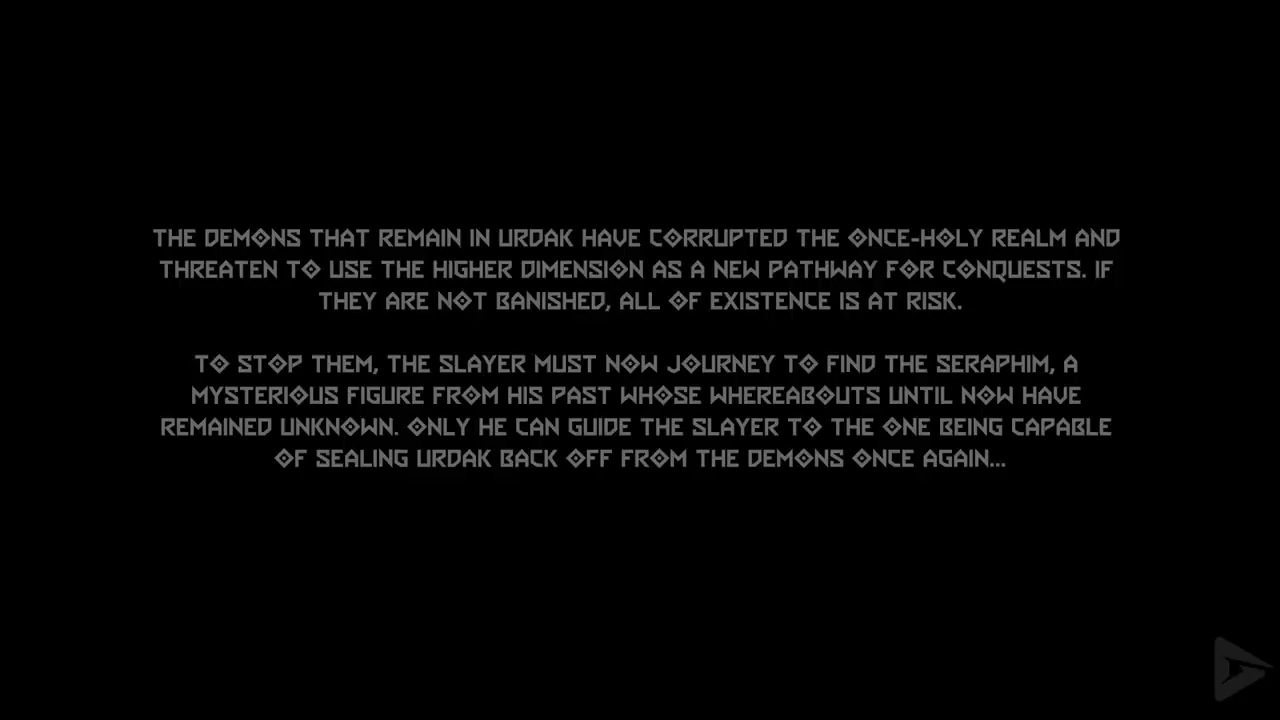 THE DEMONS THAT REMAIN IN URDAK HAVE CORRUPTED THE ONCE-HOLY REALM AND
THREATEN TO USE THE HIGHER DIMENSION AS A NEW PATHWAY FOR CONQUESTS. IF
THEY ARE NOT BANISHED, ALL OF EXISTENCE IS AT RISK.
TO STOP THEM, THE SLAYER MUST NOW JOURNEY TO FIND THE SERAPHIM, A
MYSTERIOUS FIGURE FROM HIS PAST WHOSE WHEREABOUTS UNTIL NOW HAVE
REMAINED UNKNOWN. ONLY HE CAN GUIDE THE SLAYER TO THE ONE BEING CAPABLE
OF SEALING URDAK BACK OFF FROM THE DEMONS ONCE AGAIN...